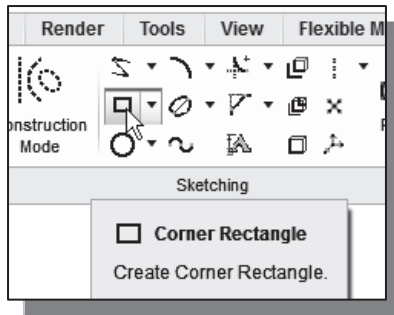 Render Tools View Flexible M
onstruction
Mode
Sketching
Corner Rectangle
Create Corner Rectangle.